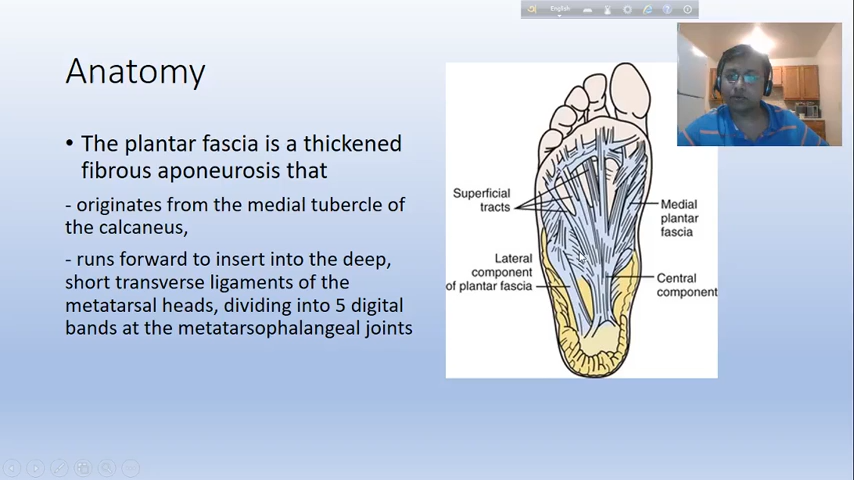 English
Anatomy
• The plantar fascia is a thickened
fibrous aponeurosis that
- originates from the medial tubercle of
the calcaneus,
- runs forward to insert into the deep,
short transverse ligaments of the
metatarsal heads, dividing into 5 digital
bands at the metatarsophalangeal joints
Superficial
tracts
Lateral
component
of plantar fascia
Medial
plantar
fascia
Central
component